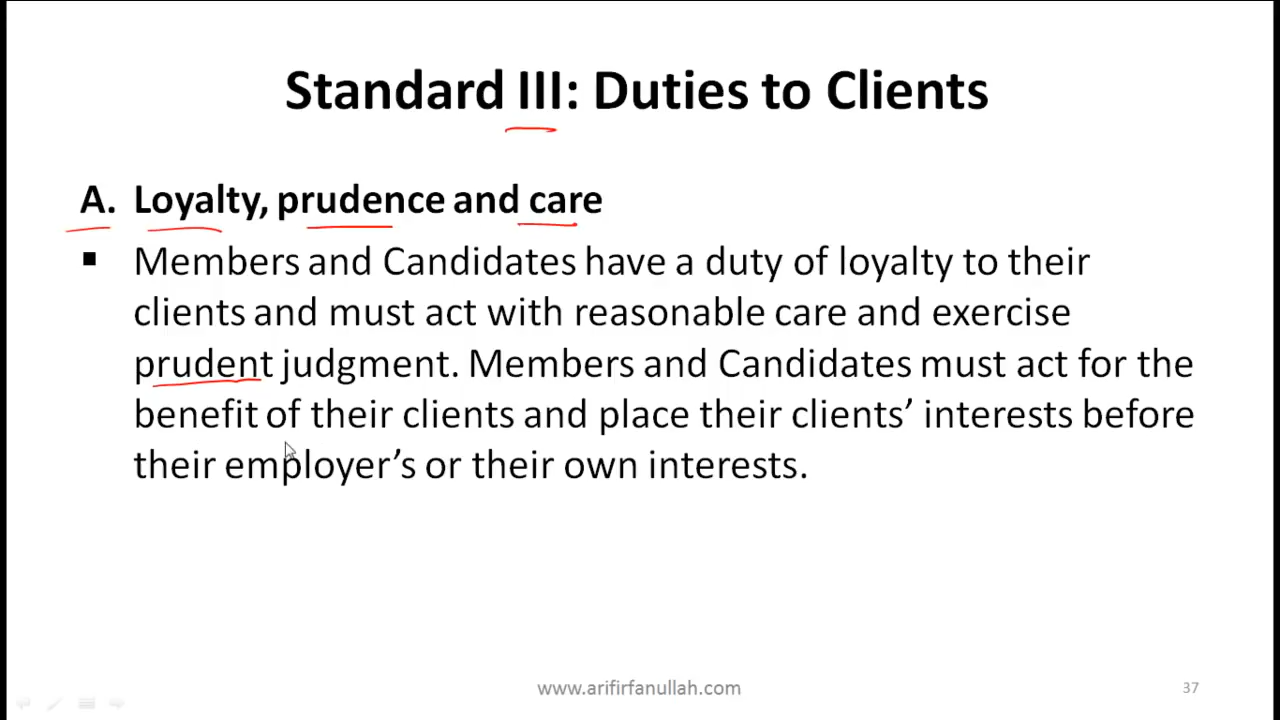 Standard III: Duties to Clients
A. Loyalty, prudence and care
▪ Members and Candidates have a duty of loyalty to their
clients and must act with reasonable care and exercise
prudent judgment. Members and Candidates must act for the
benefit of their clients and place their clients’ interests before
their employer’s or their own interests.
www.arifirfanullah.com
37